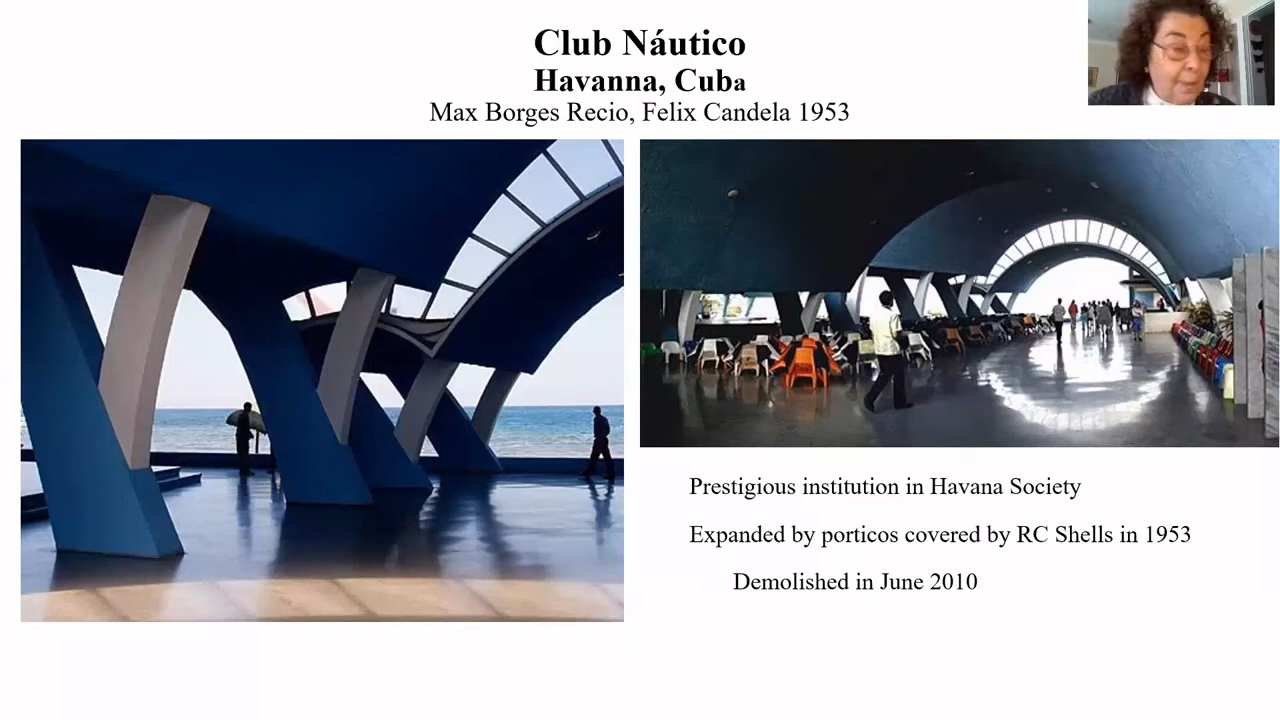 Club Náutico
Havanna, Cuba
Max Borges Recio, Felix Candela 1953
Prestigious institution in Havana Society
Expanded by porticos covered by RC Shells in 1953
Demolished in June 2010